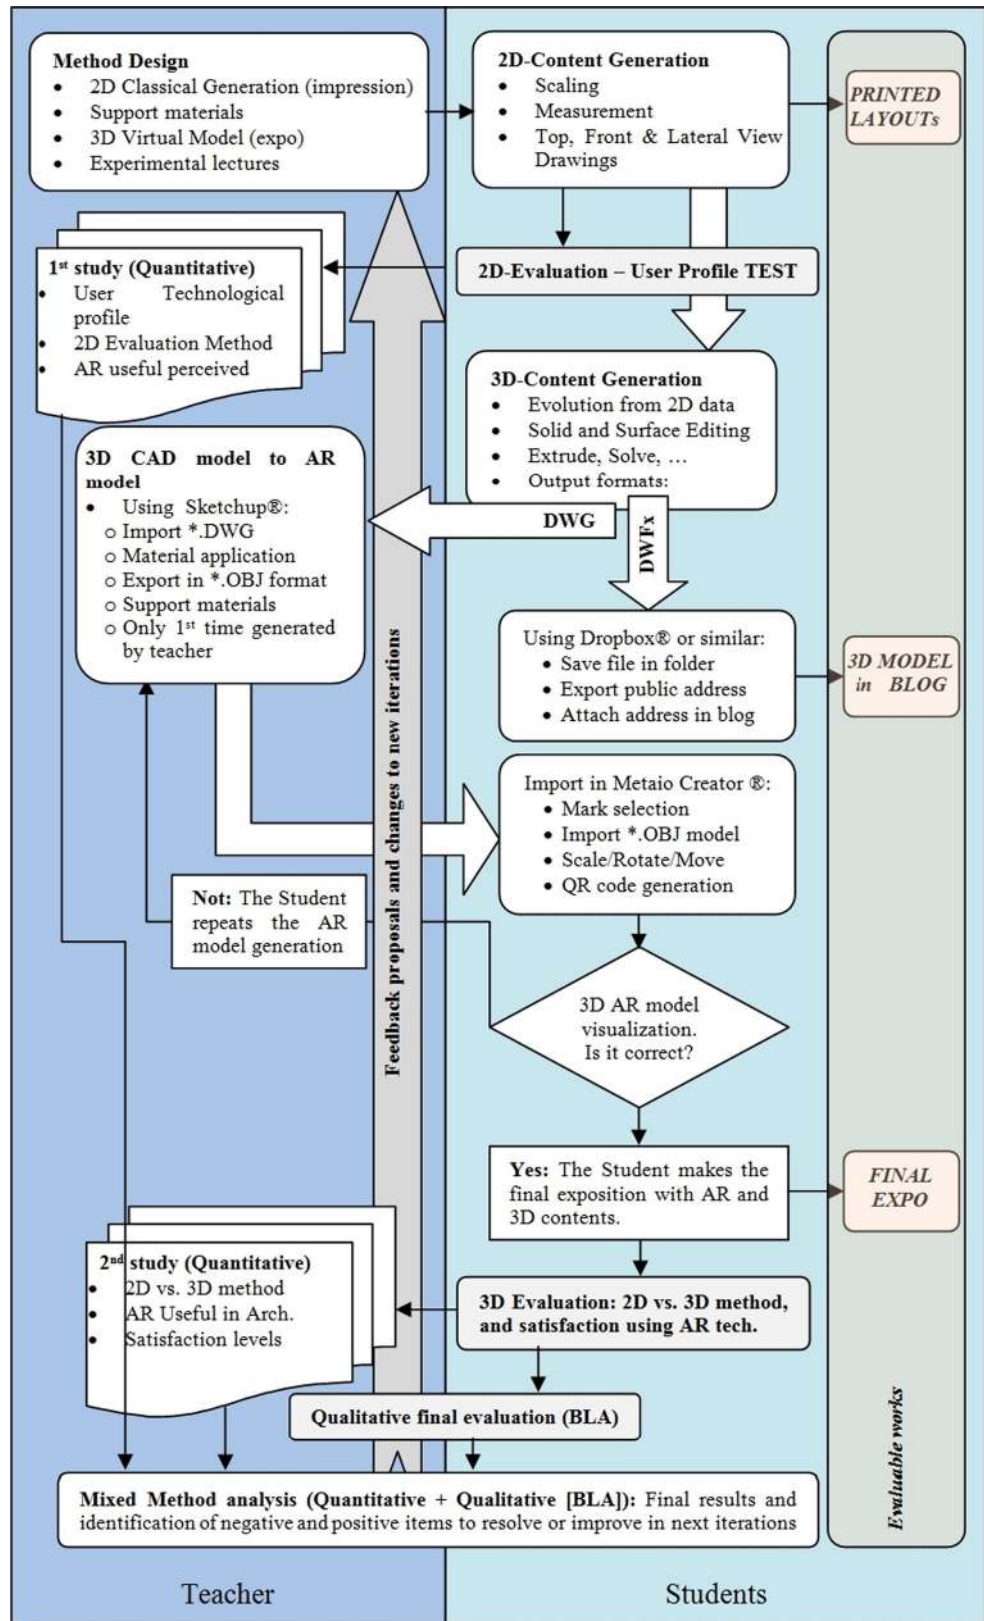 Method Design
• 2D Classical Generation (impression)
• Support materials
• 3D Virtual Model (expo)
• Experimental lectures
2D-Content Generation
• Scaling
• Measurement
• Top, Front & Lateral View
Drawings
PRINTED
LAYOUTs
1st study (Quantitative)
• User Technological
profile
• 2D Evaluation Method
• AR useful perceived
2D-Evaluation – User Profile TEST
3D-Content Generation
• Evolution from 2D data
• Solid and Surface Editing
• Extrude, Solve, ...
• Output formats:
DWG
DWFx
3D CAD model to AR
model
• Using Sketchup®:
o Import *.DWG
o Material application
o Export in *.OBJ format
o Support materials
o Only 1st time generated
by teacher
Using Dropbox® or similar:
• Save file in folder
• Export public address
• Attach address in blog
3D MODEL
in BLOG
Feedback proposals and changes to new iterations
Import in Metaio Creator ®:
• Mark selection
• Import *.OBJ model
• Scale/Rotate/Move
• QR code generation
Not: The Student
repeats the AR
model generation
3D AR model
visualization.
Is it correct?
Yes: The Student makes the
final exposition with AR and
3D contents.
FINAL
EXPO
2nd study (Quantitative)
• 2D vs. 3D method
• AR Useful in Arch.
• Satisfaction levels
3D Evaluation: 2D vs. 3D method,
and satisfaction using AR tech.
Qualitative final evaluation (BLA)
Mixed Method analysis (Quantitative + Qualitative [BLA]): Final results and
identification of negative and positive items to resolve or improve in next iterations
Evaluable works
Teacher
Students